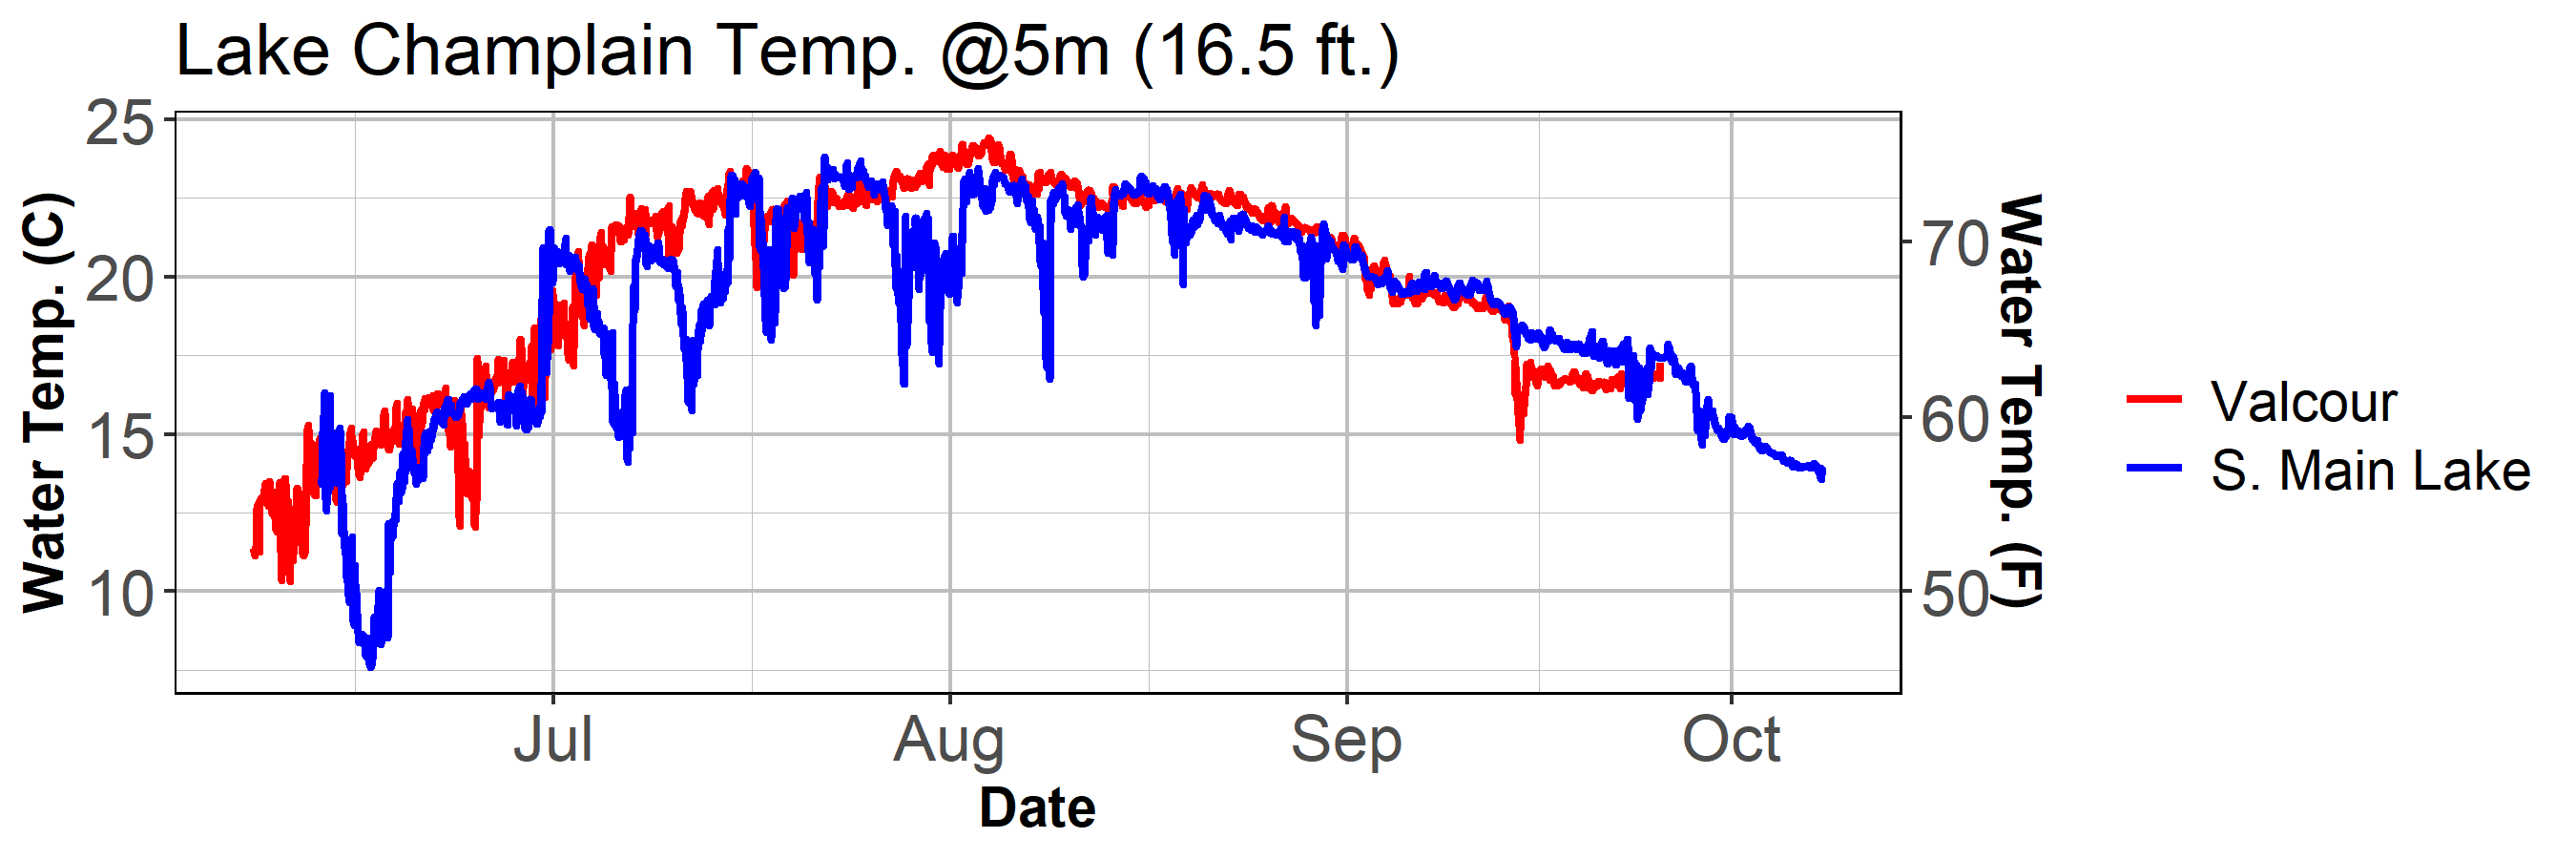 Lake Champlain Temp. @5m (16.5 ft.)
25
20
15
10
Water Temp. (C)
70
60
50
Water Temp. (F)
Jul Aug Sep Oct
Date
Valcour
S. Main Lake